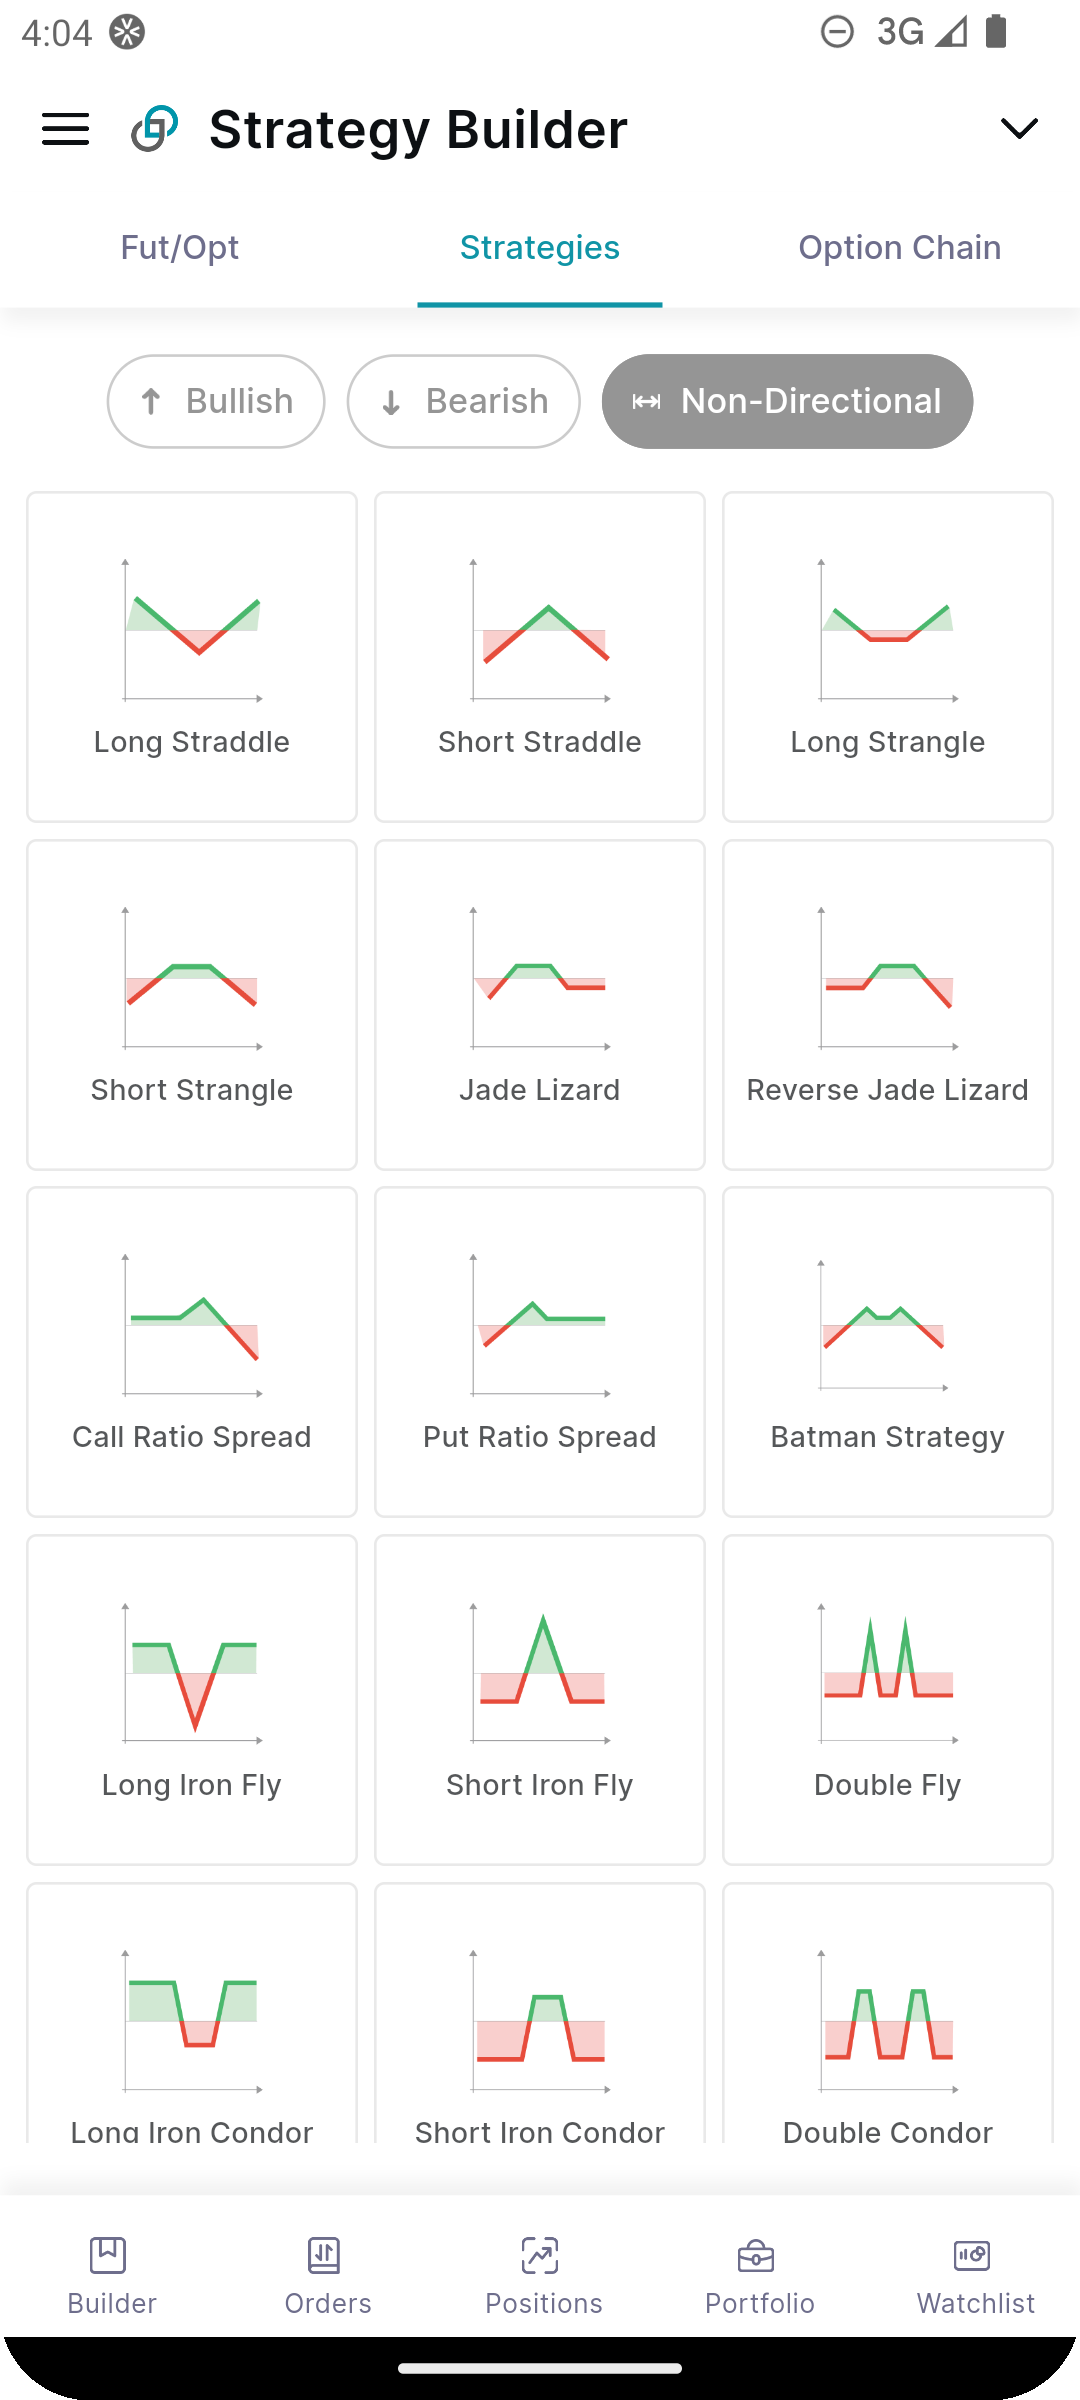 4:04
3G
Strategy Builder
Fut/Opt
Strategies
Option Chain
Bullish
Bearish
Non-Directional
Long Straddle
Short Straddle
Long Strangle
Short Strangle
Jade Lizard
Reverse Jade Lizard
Call Ratio Spread
Put Ratio Spread
Batman Strategy
Long Iron Fly
Short Iron Fly
Double Fly
Long Iron Condor
Short Iron Condor
Double Condor
Builder
Orders
Positions
Portfolio
Watchlist